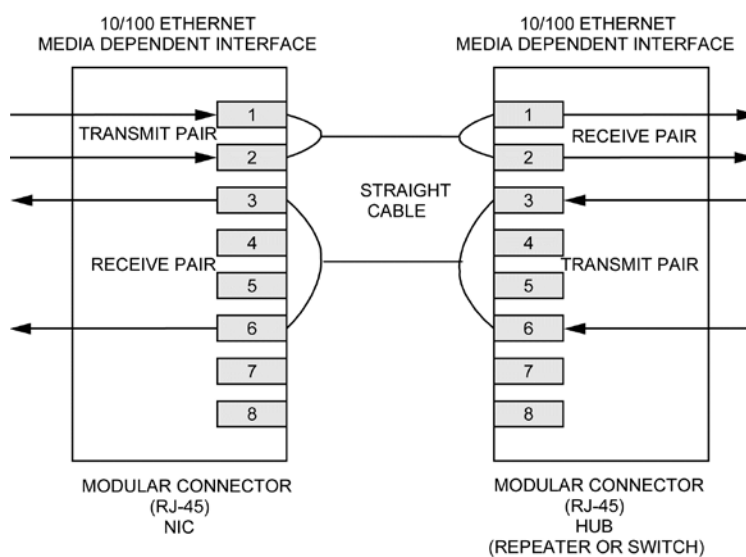 10/100 ETHERNET
MEDIA DEPENDENT INTERFACE
10/100 ETHERNET
MEDIA DEPENDENT INTERFACE
1
TRANSMIT PAIR
2
3
4
RECEIVE PAIR
5
6
7
8
STRAIGHT
CABLE
1
RECEIVE PAIR
2
3
4
TRANSMIT PAIR
5
6
7
8
MODULAR CONNECTOR
(RJ-45)
NIC
MODULAR CONNECTOR
(RJ-45)
HUB
(REPEATER OR SWITCH)